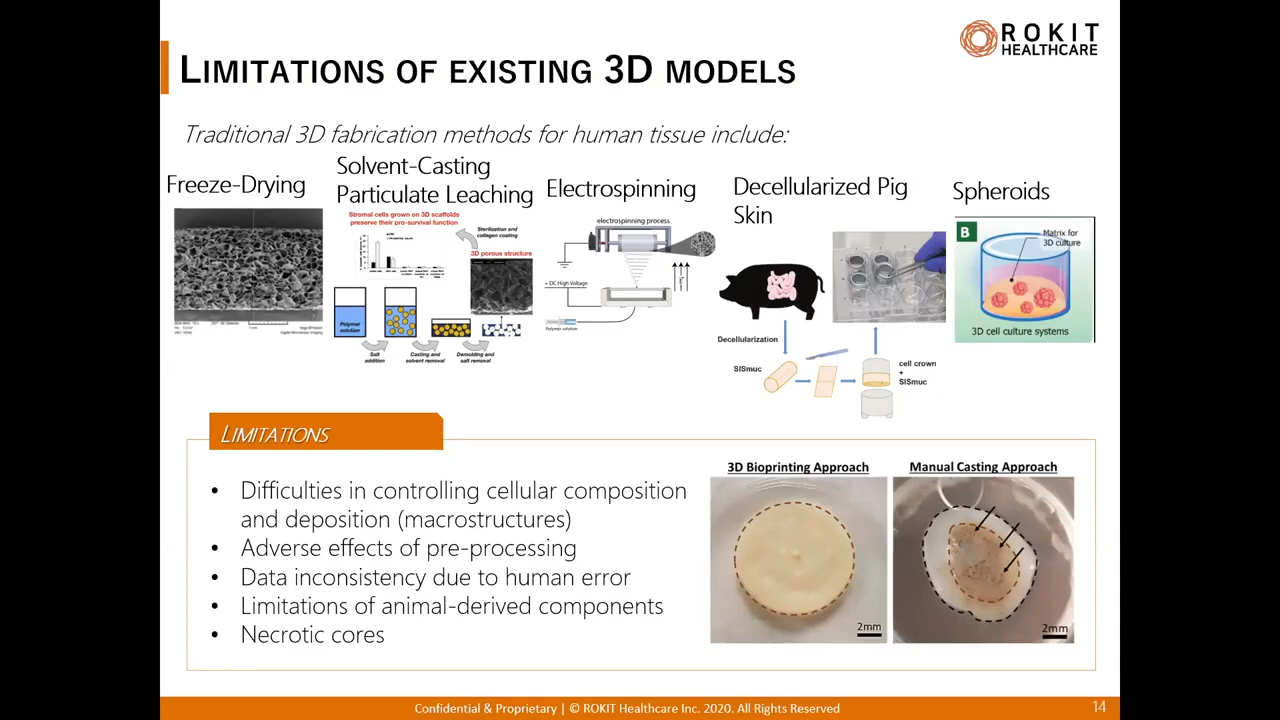 ROKIT
HEALTHCARE
LIMITATIONS OF EXISTING 3D MODELS
Traditional 3D fabrication methods for human tissue include:
Freeze-Drying
Solvent-Casting
Particulate Leaching
Electrospinning
Decellularized Pig
Skin
Spheroids
Stromal cells grown on 3D scaffolds
preserve their pro-survival function
Sterilization and
collagen coating
3D porous structure
Polymer
solution
Salt
addition
Casting and
solvent removal
Demolding and
salt removal
electrospinning process
+ DC High Voltage
Polymer solution
Decellularization
SISmuc
cell crown
+
SISmuc
B
Matrix for
3D culture
3D cell culture systems
LIMITATIONS
• Difficulties in controlling cellular composition
and deposition (macrostructures)
• Adverse effects of pre-processing
• Data inconsistency due to human error
• Limitations of animal-derived components
• Necrotic cores
3D Bioprinting Approach
2mm
Manual Casting Approach
2mm
Confidential & Proprietary | © ROKIT Healthcare Inc. 2020. All Rights Reserved
14